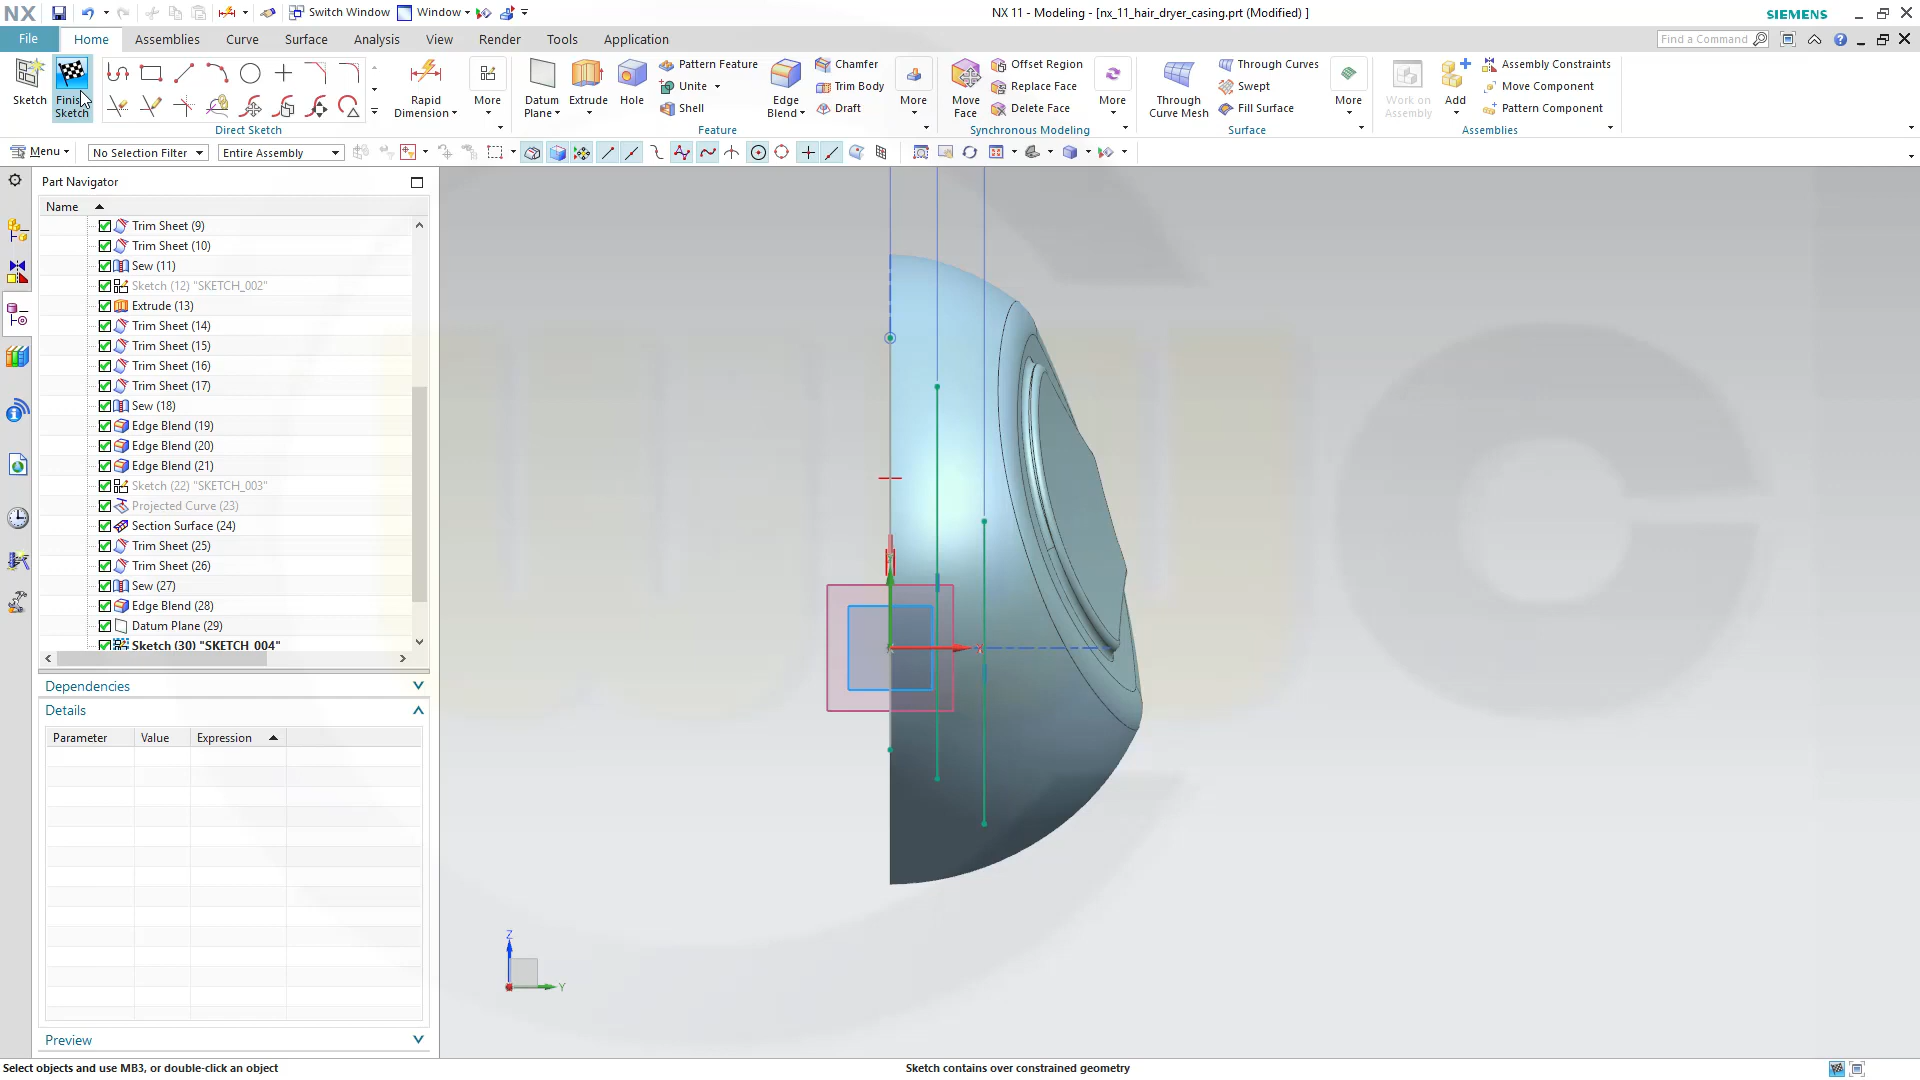 NX
Switch Window
Window
NX 11 - Modeling - [nx_11_hair_dryer_casing.prt (Modified) ]
SIEMENS
File
Home
Assemblies
Curve
Surface
Analysis
View
Render
Tools
Application
Find a Command
Sketch
Finish
Sketch
Direct Sketch
Rapid
Dimension
More
Datum
Plane
Extrude
Hole
Pattern Feature
Unite
Shell
Edge
Blend
Chamfer
Trim Body
Draft
More
Feature
Move
Face
Offset Region
Replace Face
Delete Face
More
Synchronous Modeling
Through
Curve Mesh
Through Curves
Swept
Fill Surface
More
Surface
Work on
Assembly
Add
Assembly Constraints
Move Component
Pattern Component
Assemblies
Menu
No Selection Filter
Entire Assembly
Part Navigator
Name
Trim Sheet (9)
Trim Sheet (10)
Sew (11)
Sketch (12) "SKETCH_002"
Extrude (13)
Trim Sheet (14)
Trim Sheet (15)
Trim Sheet (16)
Trim Sheet (17)
Sew (18)
Edge Blend (19)
Edge Blend (20)
Edge Blend (21)
Sketch (22) "SKETCH_003"
Projected Curve (23)
Section Surface (24)
Trim Sheet (25)
Trim Sheet (26)
Sew (27)
Edge Blend (28)
Datum Plane (29)
Sketch (30) "SKETCH_004"
Dependencies
Details
Parameter
Value
Expression
Preview
Z
Y
Select objects and use MB3, or double-click an object
Sketch contains over constrained geometry